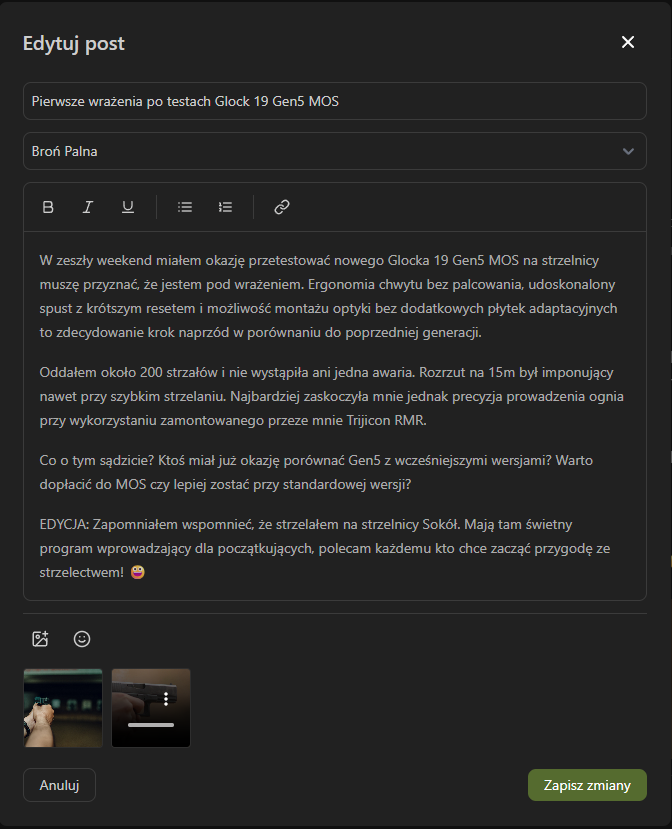 Edytuj post
Pierwsze wrażenia po testach Glock 19 Gen5 MOS
Broń Palna
B I U
W zeszły weekend miałem okazję przetestować nowego Glocka 19 Gen5 MOS na strzelnicy
muszę przyznać, że jestem pod wrażeniem. Ergonomia chwytu bez palcowania, udoskonalony
spust z krótszym resetem i możliwość montażu optyki bez dodatkowych płytek adaptacyjnych
to zdecydowanie krok naprzód w porównaniu do poprzedniej generacji.
Oddałem około 200 strzałów i nie wystąpiła ani jedna awaria. Rozrzut na 15m był imponujący
nawet przy szybkim strzelaniu. Najbardziej zaskoczyła mnie jednak precyzja prowadzenia ognia
przy wykorzystaniu zamontowanego przeze mnie Trijicon RMR.
Co o tym sądzicie? Ktoś miał już okazję porównać Gen5 z wcześniejszymi wersjami? Warto
dopłacić do MOS czy lepiej zostać przy standardowej wersji?
EDYCJA: Zapomniałem wspomnieć, że strzelałem na strzelnicy Sokół. Mają tam świetny
program wprowadzający dla początkujących, polecam każdemu kto chce zacząć przygodę ze
strzelectwem!
Anuluj
Zapisz zmiany